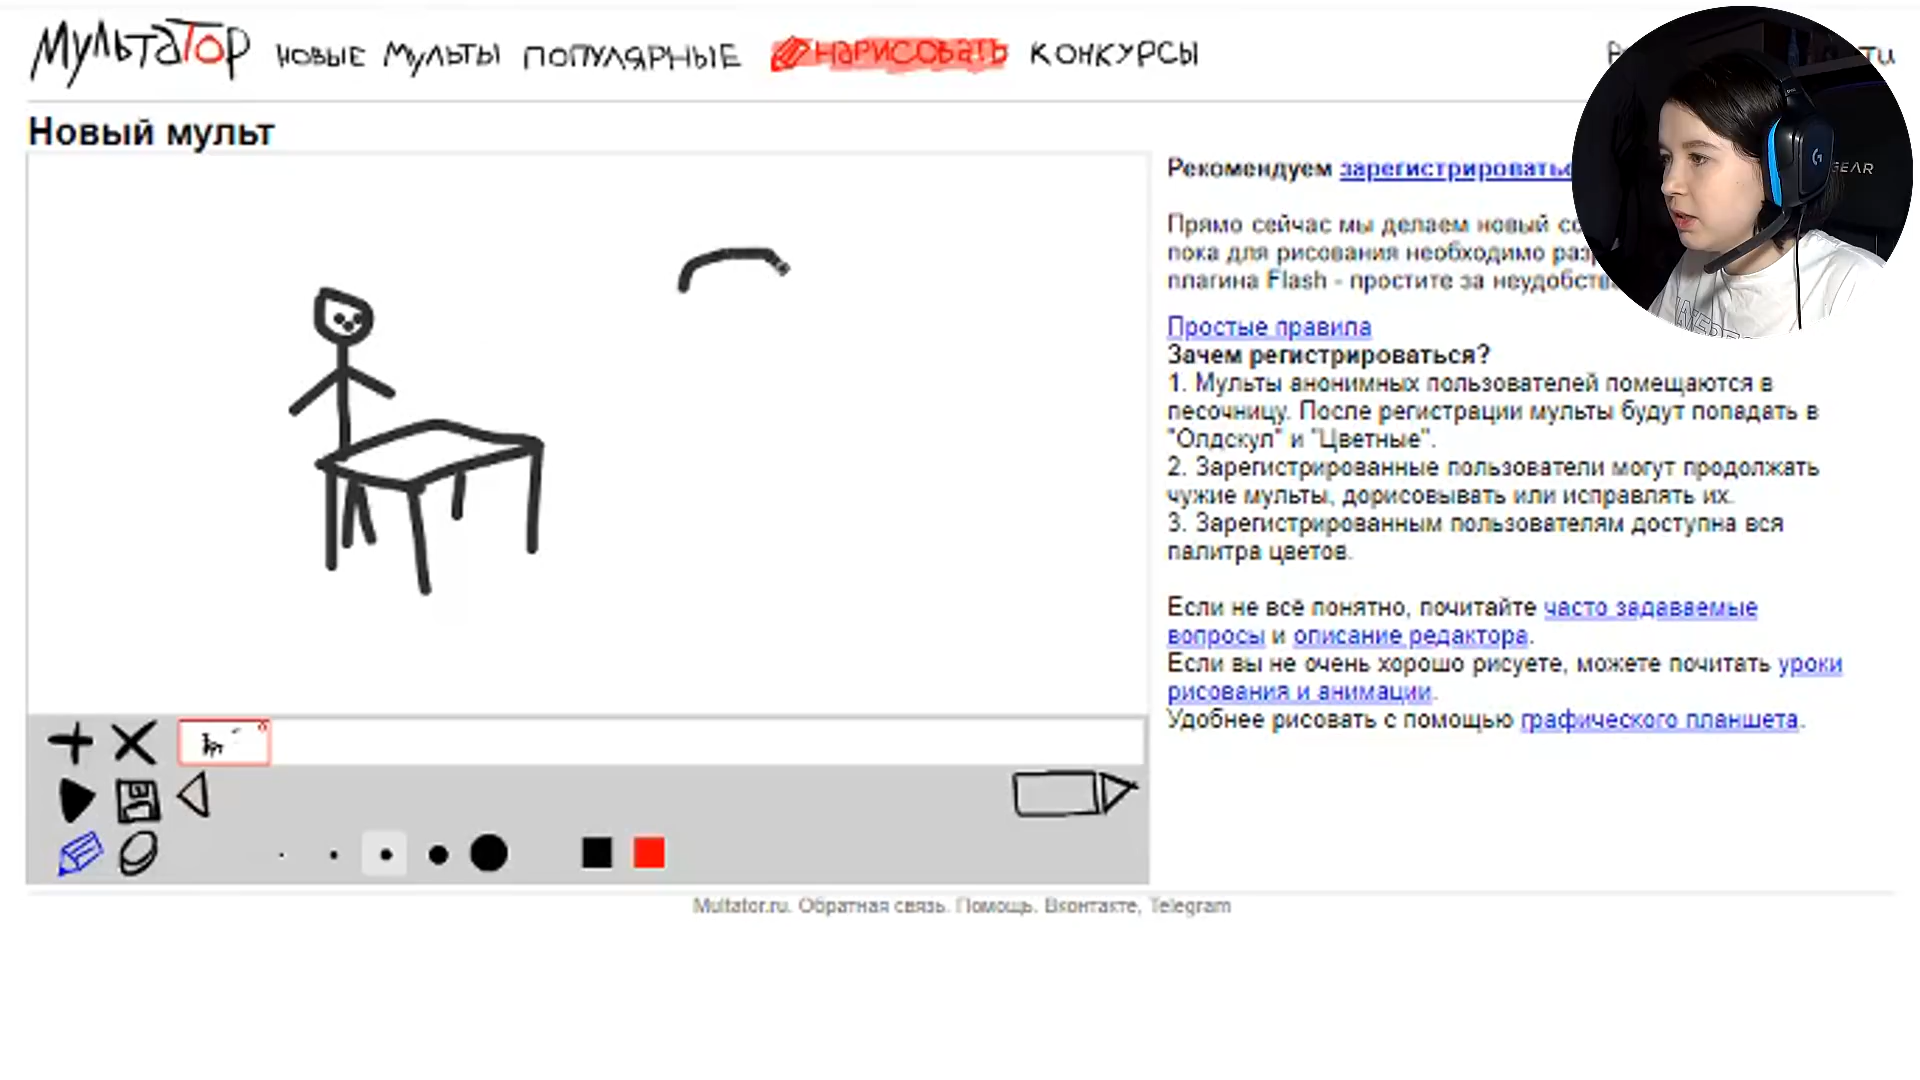 Мультатор новые мульты популярные нарисовать конкурсы
Новый мульт
Рекомендуем
Прямо сейчас мы делаем новый
пока для рисования необходимо
плагина Flash - простите за
Простые правила
Зачем регистрироваться?
1. Мульты анонимных пользователей помещаются в
песочницу. После регистрации мульты будут попадать в
"Олдскул" и "Цветные".
2. Зарегистрированные пользователи могут продолжать
чужие мульты, дорисовывать или исправлять их.
3. Зарегистрированным пользователям доступна вся
палитра цветов.
Если не всё понятно, почитайте часто задаваемые
вопросы и описание редактора.
Если вы не очень хорошо рисуете, можете почитать уроки
рисования и анимации.
Удобнее рисовать с помощью графического планшета.
Multator.ru. Обратная связь. Помощь. Вконтакте, Telegram